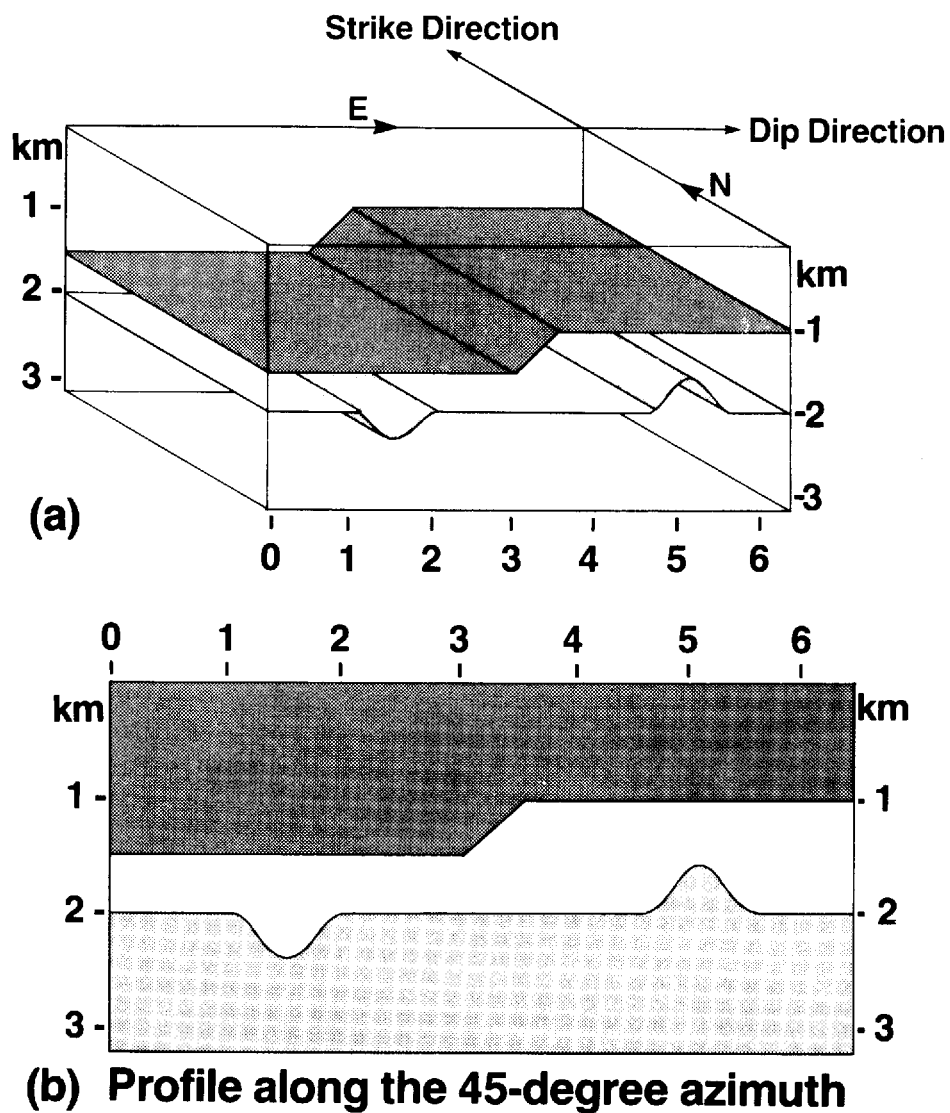 Strike Direction
E
Dip Direction
km
N
1 -
km
2 -
-1
3 -
-2
-3
(a)
0 1 2 3 4 5 6
0 1 2 3 4 5 6
km km
1 - - 1
2 - - 2
3 - - 3
(b) Profile along the 45-degree azimuth